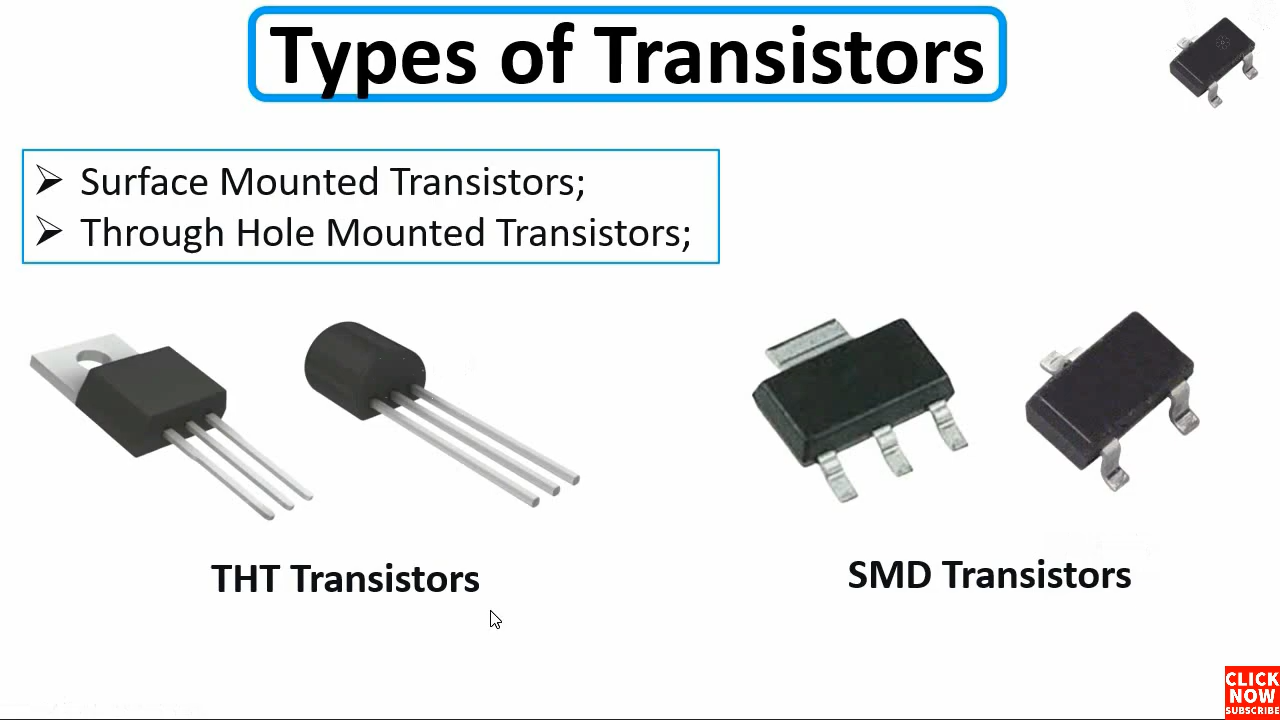 Types of Transistors
Surface Mounted Transistors;
Through Hole Mounted Transistors;
THT Transistors
SMD Transistors
CLICK
NOW
SUBSCRIBE